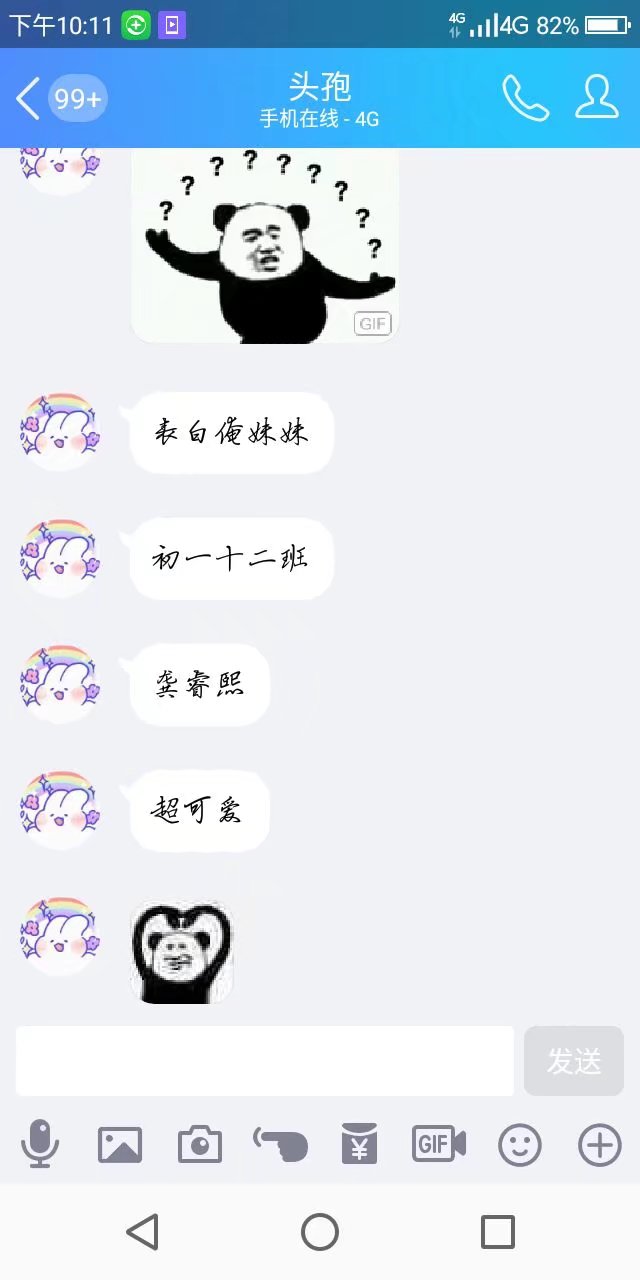 下午10:11
4G
4G 82%
99+
头孢
手机在线 - 4G
? ? ? ? ? ? ? ? ?
GIF
表白俺妹妹
初一十二班
龚睿熙
超可爱
发送
GIF